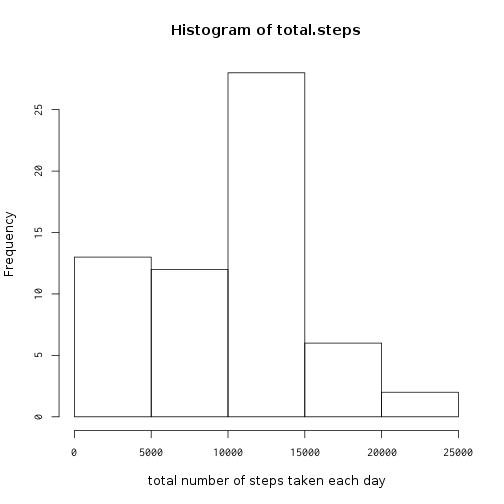 Histogram of total.steps
Frequency
25
20
15
10
5
0
0 5000 10000 15000 20000 25000
total number of steps taken each day